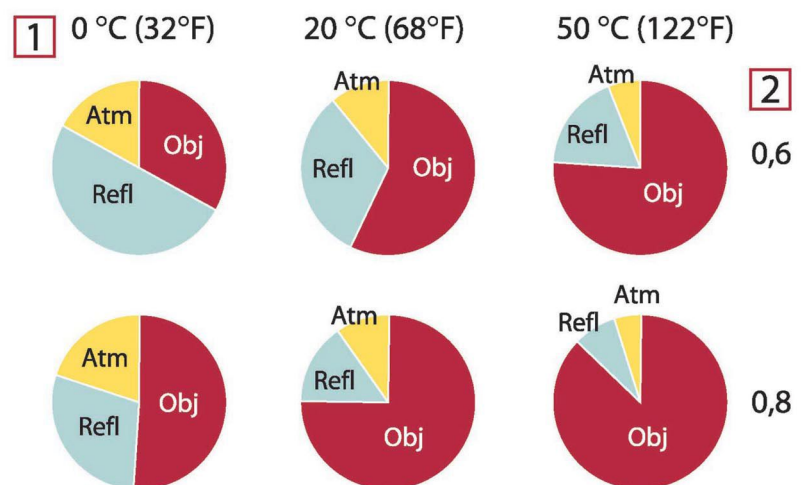 1 0 °C (32°F) 20 °C (68°F) 50 °C (122°F)
2
Atm Obj Refl
Atm Obj Refl
Atm Refl Obj
0,6
Atm Obj Refl
Atm Refl Obj
Atm Refl Obj
0,8